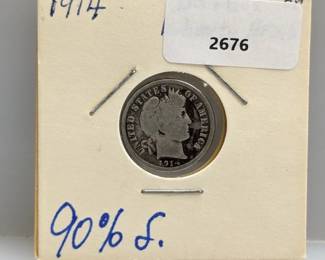 1914
2676
UNITED STATES OF AMERICA
1914
90% S.